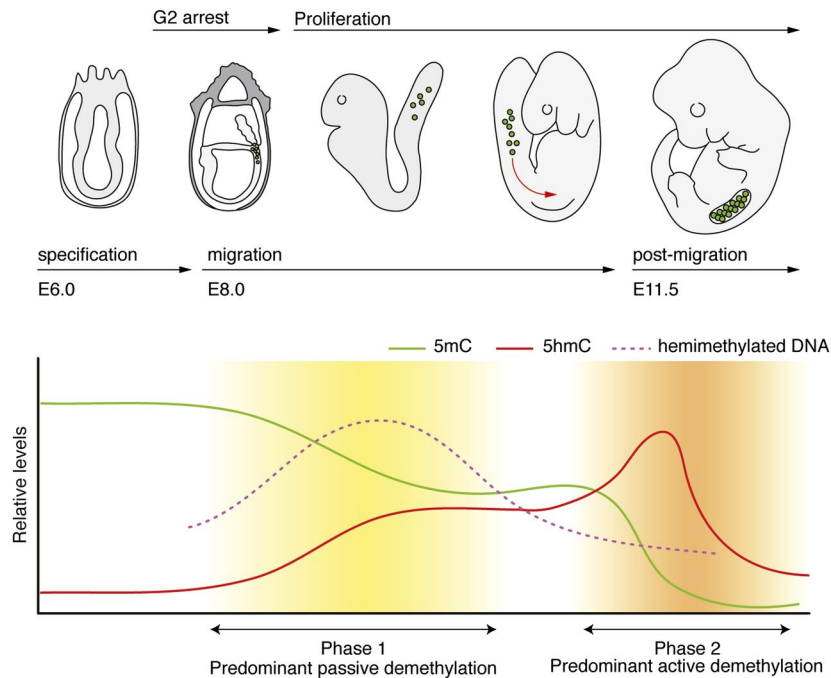 G2 arrest
Proliferation
specification
migration
post-migration
E6.0
E8.0
E11.5
5mC
5hmC
hemimethylated DNA
Relative levels
Phase 1
Predominant passive demethylation
Phase 2
Predominant active demethylation